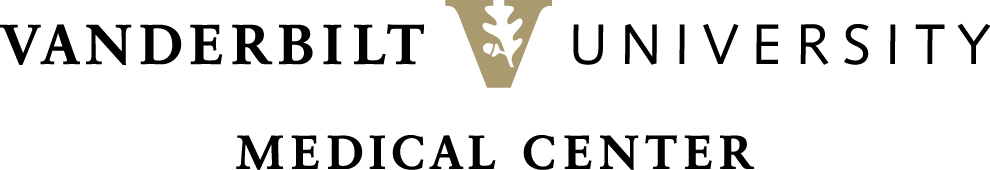 VANDERBILT V UNIVERSITY
MEDICAL CENTER